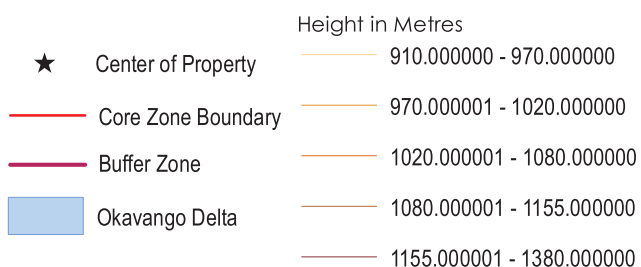 Height in Metres
Center of Property
Core Zone Boundary
Buffer Zone
Okavango Delta
910.000000 - 970.000000
970.000001 - 1020.000000
1020.000001 - 1080.000000
1080.000001 - 1155.000000
1155.000001 - 1380.000000